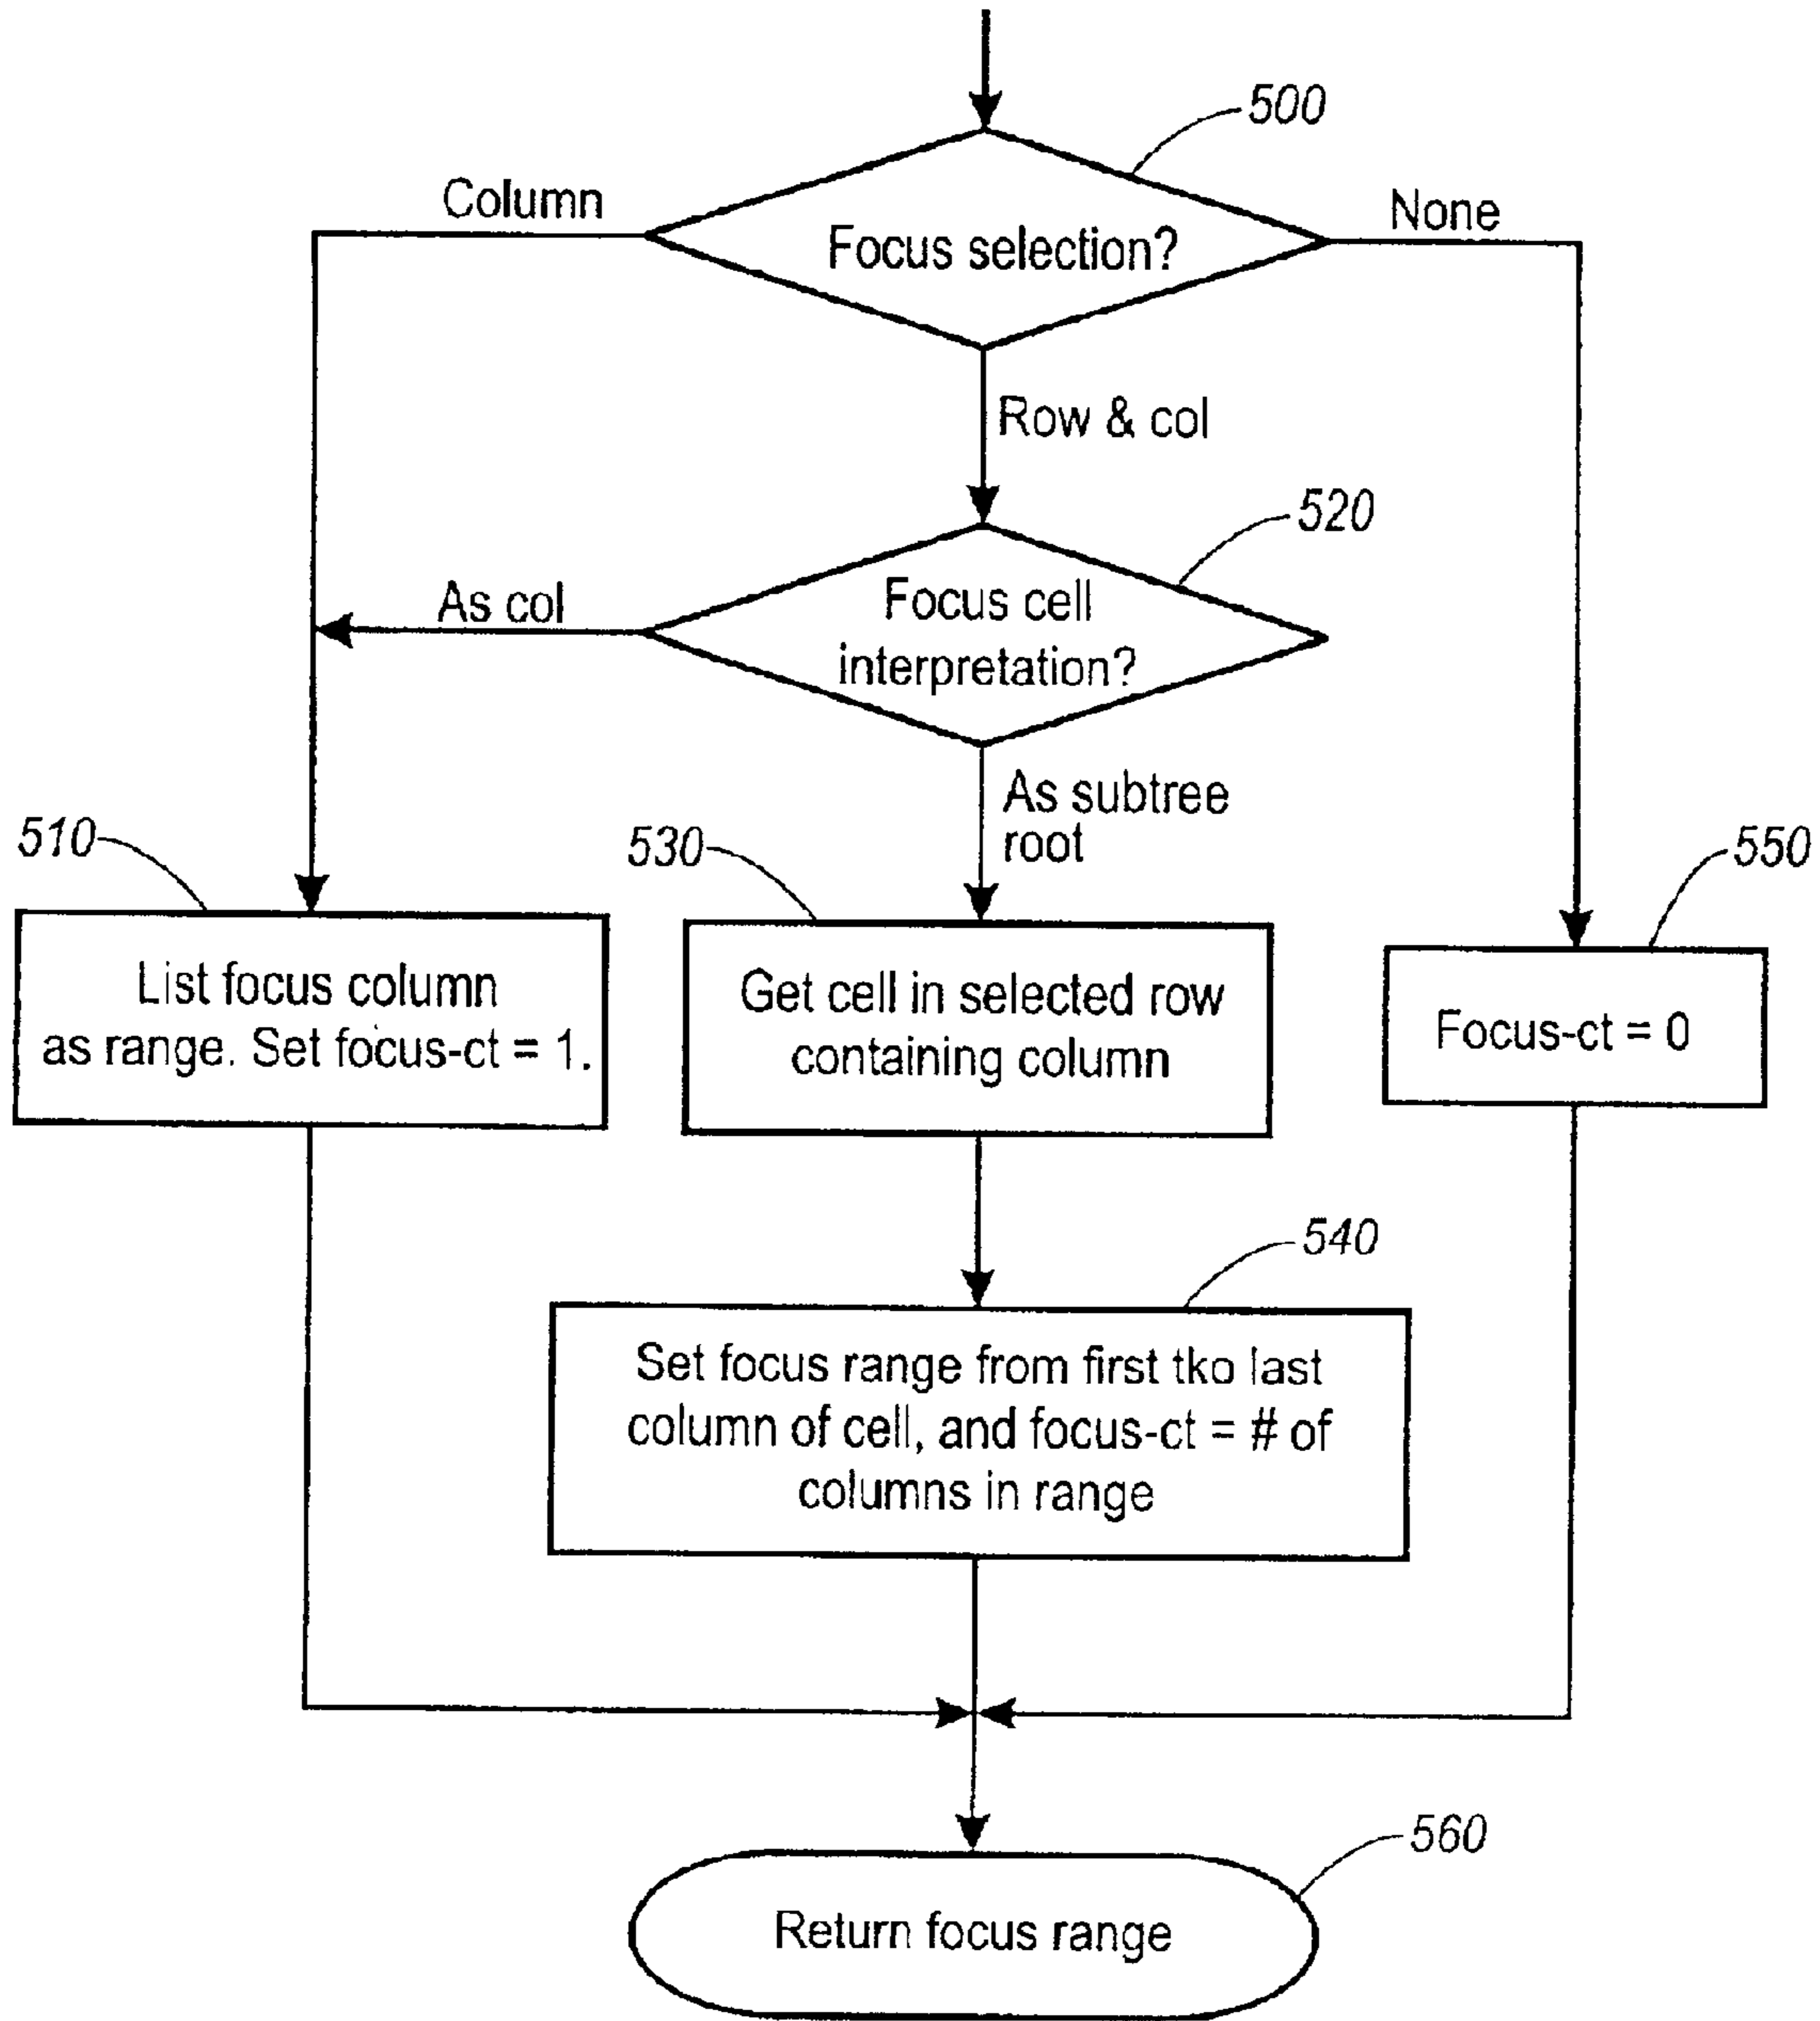 500
Column
None
Focus selection?
Row & col
520
As col
Focus cell
interpretation?
As subtree
root
510
530
550
List focus column
as range. Set focus-ct = 1.
Get cell in selected row
containing column
Focus-ct = 0
540
Set focus range from first tko last
column of cell, and focus-ct = # of
columns in range
560
Return focus range